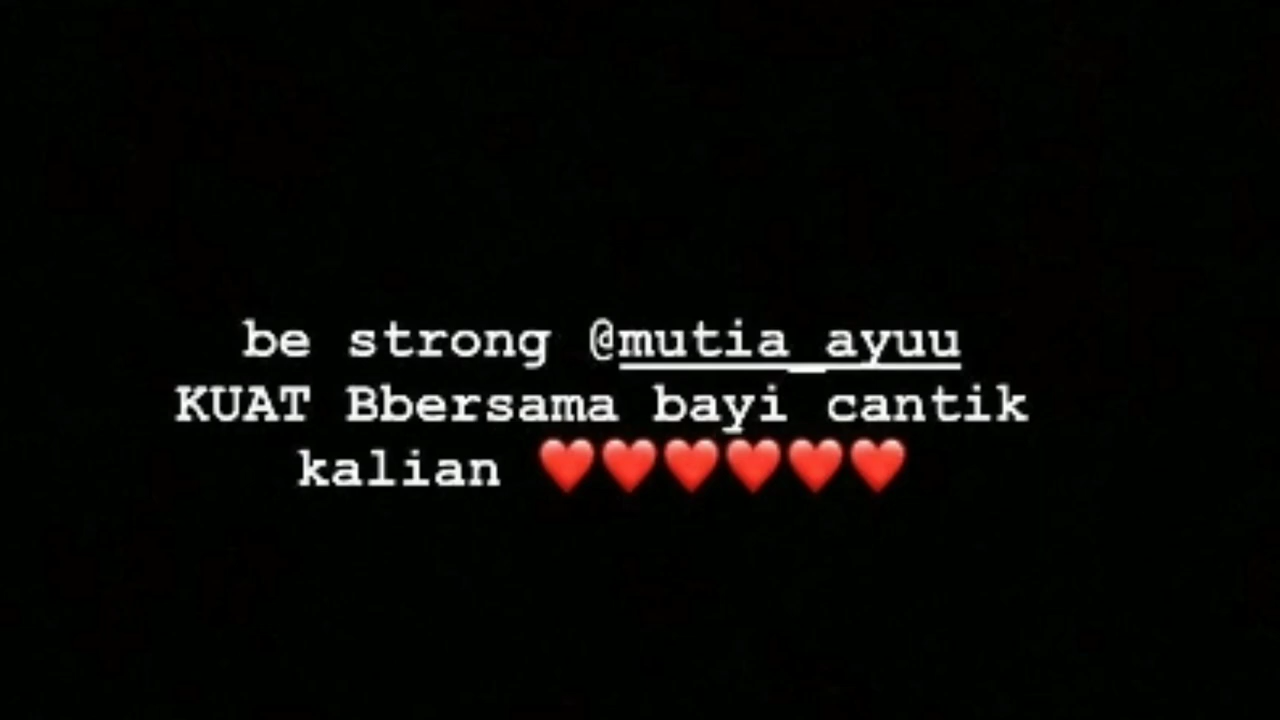 be strong @mutia_ayuu
KUAT Bbersama bayi cantik
kalian ❤️❤️❤️❤️❤️❤️